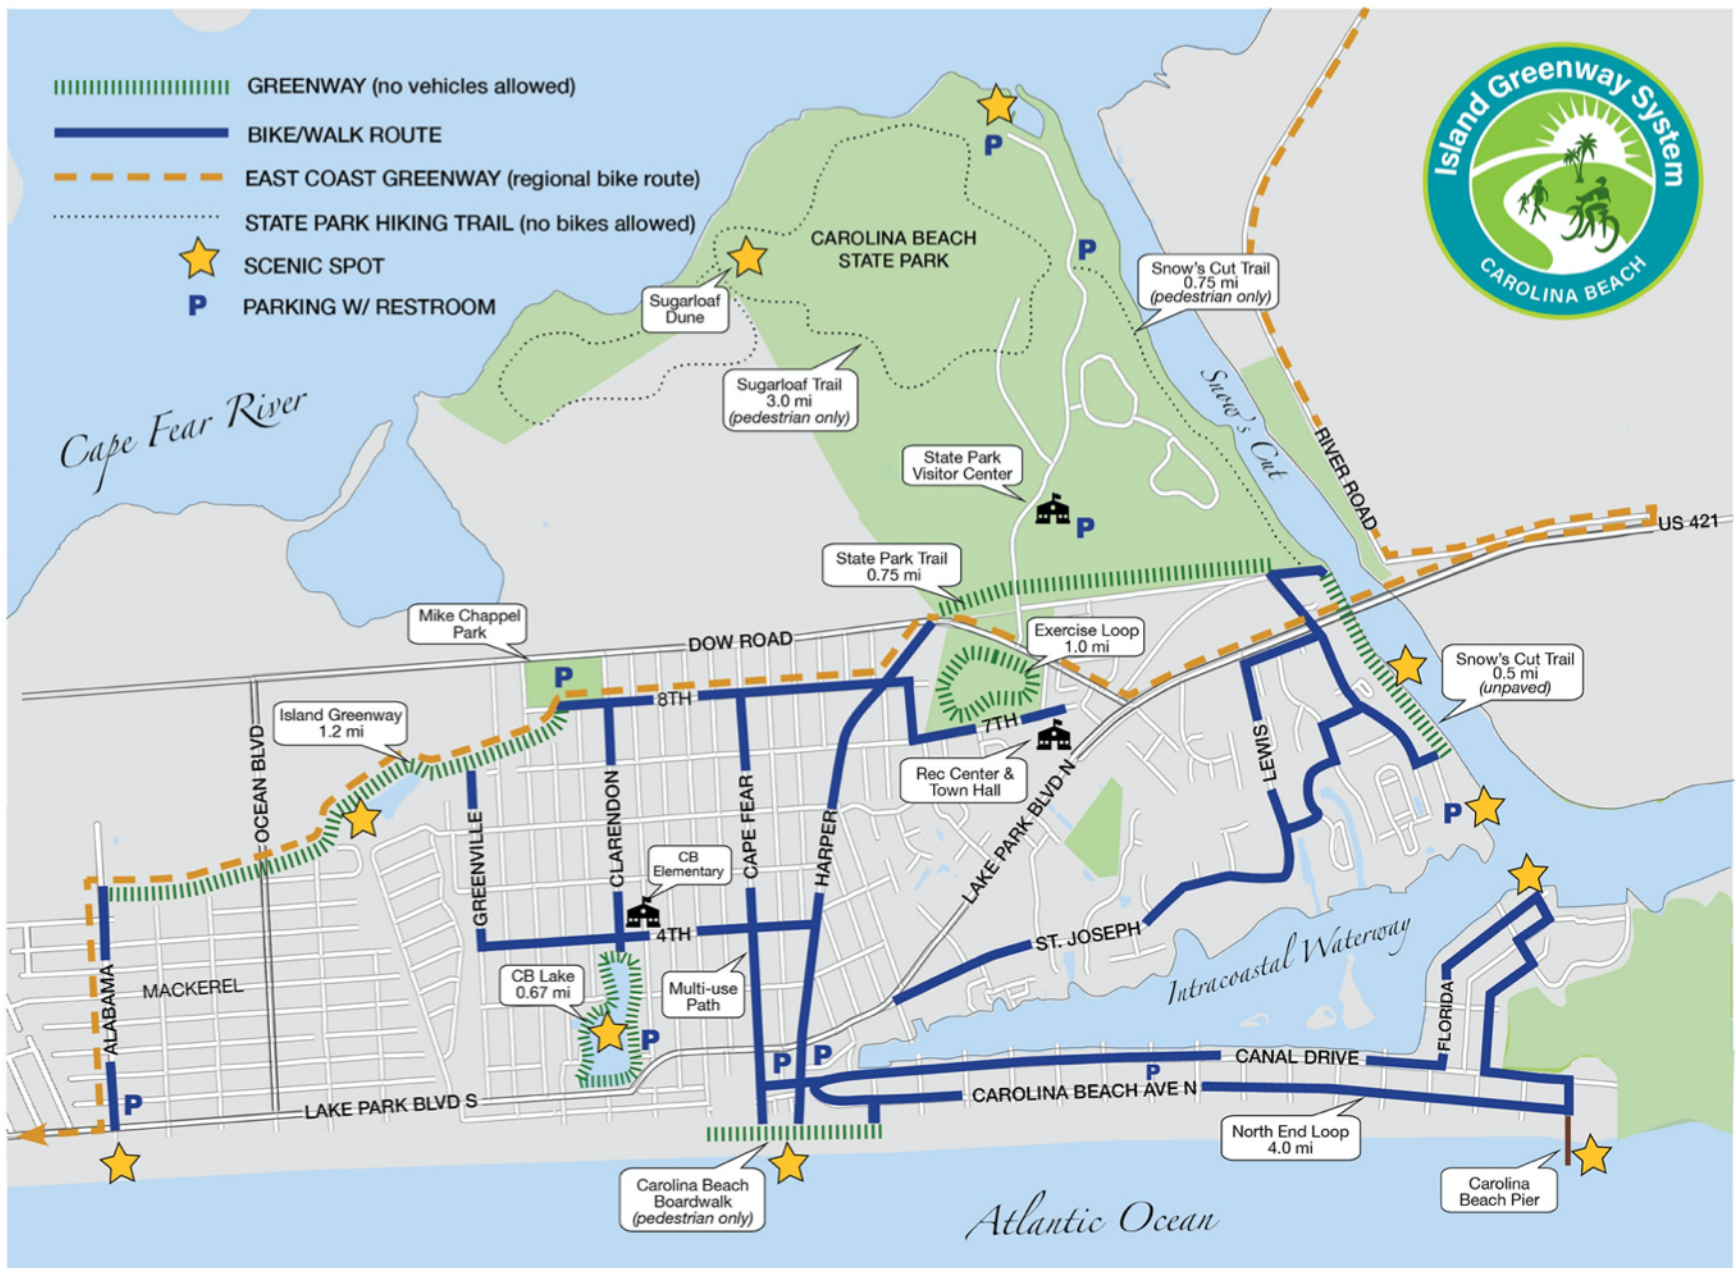 GREENWAY (no vehicles allowed)
BIKE/WALK ROUTE
EAST COAST GREENWAY (regional bike route)
STATE PARK HIKING TRAIL (no bikes allowed)
SCENIC SPOT
P PARKING W/ RESTROOM
Island Greenway System
CAROLINA BEACH
P
CAROLINA BEACH
STATE PARK
P
Snow's Cut Trail
0.75 mi
(pedestrian only)
Sugarloaf
Dune
Sugarloaf Trail
3.0 mi
(pedestrian only)
Cape Fear River
Snow's Cut
RIVER ROAD
State Park
Visitor Center
P
US 421
State Park Trail
0.75 mi
Mike Chappel
Park
DOW ROAD
Exercise Loop
1.0 mi
P
Snow's Cut Trail
0.5 mi
(unpaved)
8TH
Island Greenway
1.2 mi
7TH
OCEAN BLVD
Rec Center &
Town Hall
LEWIS
P
GREENVILLE
CLARENDON
CAPE FEAR
HARPER
LAKE PARK BLVD N
CB
Elementary
4TH
ST. JOSEPH
Intracoastal Waterway
MACKEREL
ALABAMA
CB Lake
0.67 mi
Multi-use
Path
FLORIDA
P
P
P
CANAL DRIVE
P
CAROLINA BEACH AVE N
P
LAKE PARK BLVD S
North End Loop
4.0 mi
Carolina Beach
Boardwalk
(pedestrian only)
Carolina
Beach Pier
Atlantic Ocean